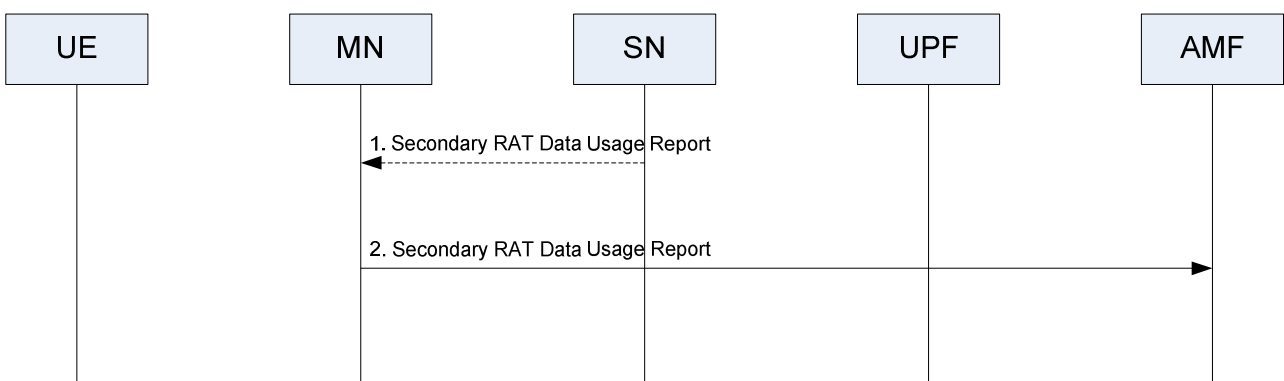 UE
MN
SN
UPF
AMF
1. Secondary RAT Data Usage Report
2. Secondary RAT Data Usage Report